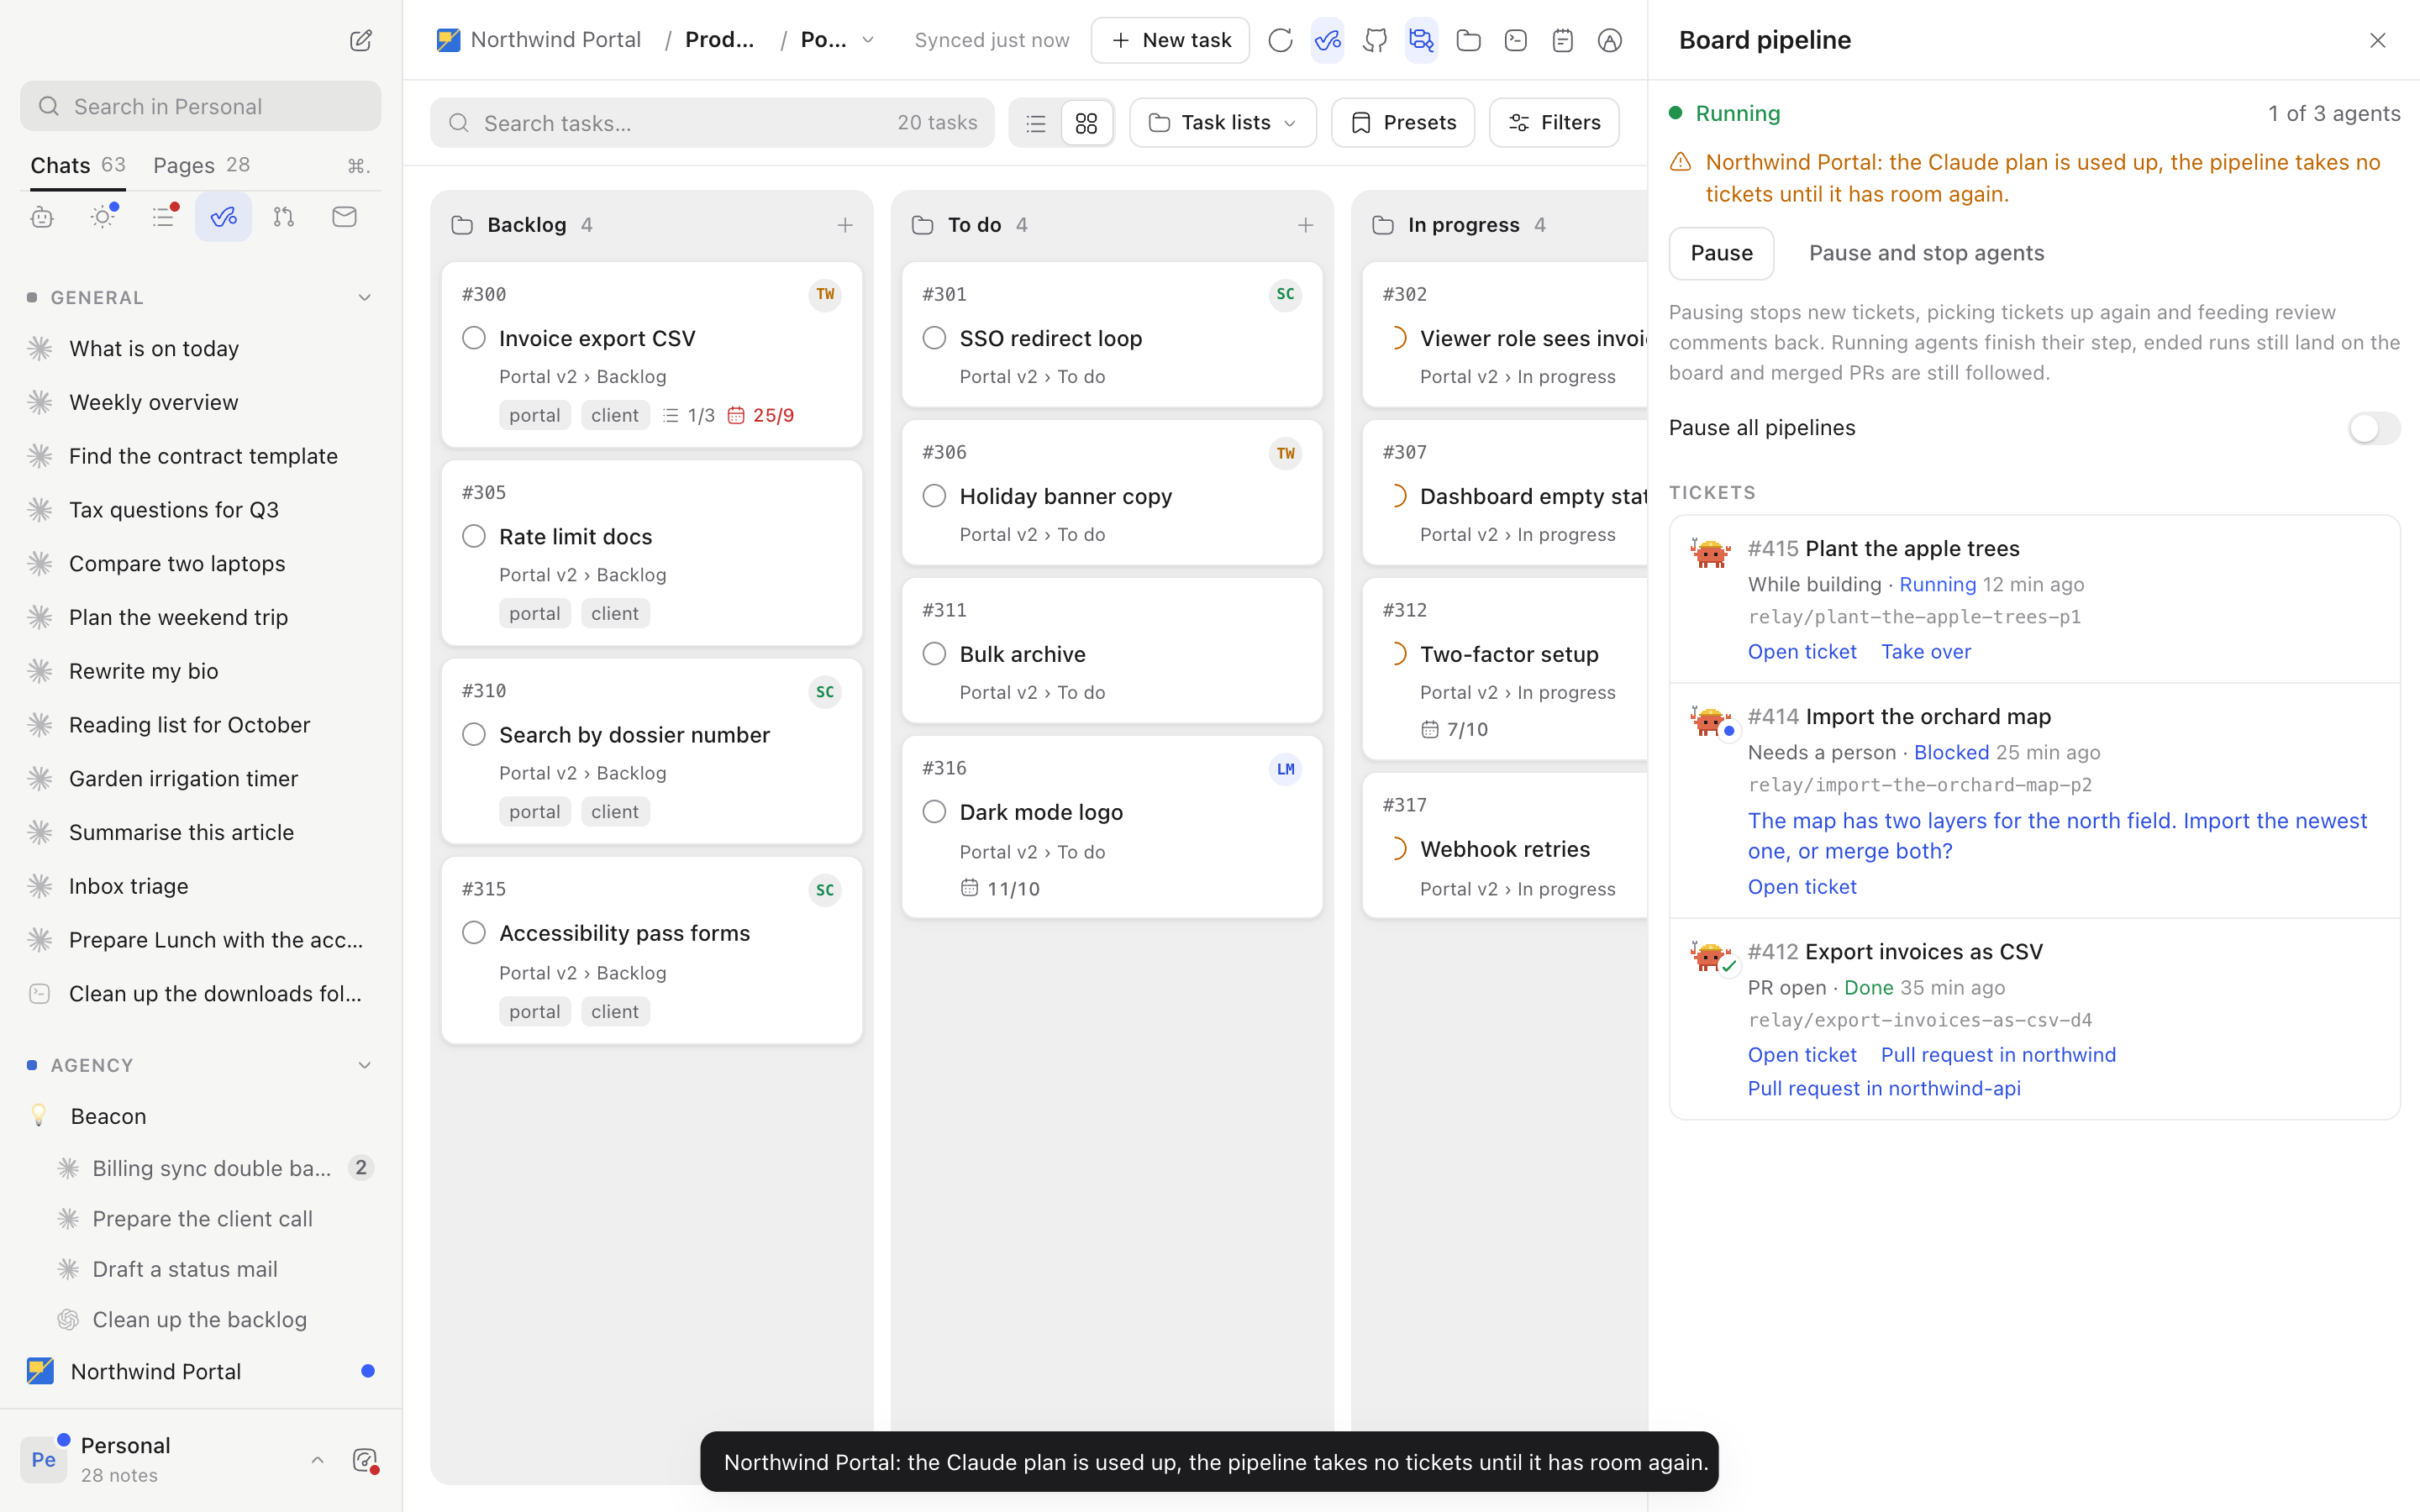 Search in Personal
Chats 63 Pages 28 ⌘.
GENERAL
What is on today
Weekly overview
Find the contract template
Tax questions for Q3
Compare two laptops
Plan the weekend trip
Rewrite my bio
Reading list for October
Garden irrigation timer
Summarise this article
Inbox triage
Prepare Lunch with the acc...
Clean up the downloads fol...
AGENCY
Beacon
Billing sync double ba... 2
Prepare the client call
Draft a status mail
Clean up the backlog
Northwind Portal
Pe Personal
28 notes
Northwind Portal / Prod... / Po... Synced just now + New task
Search tasks... 20 tasks Task lists Presets Filters
Backlog 4
#300 TW
Invoice export CSV
Portal v2 › Backlog
portal client 1/3 25/9
#305
Rate limit docs
Portal v2 › Backlog
portal client
#310 SC
Search by dossier number
Portal v2 › Backlog
portal client
#315 SC
Accessibility pass forms
Portal v2 › Backlog
portal client
To do 4
#301 SC
SSO redirect loop
Portal v2 › To do
#306 TW
Holiday banner copy
Portal v2 › To do
#311
Bulk archive
Portal v2 › To do
#316 LM
Dark mode logo
Portal v2 › To do
11/10
In progress 4
#302
Viewer role sees invoi
Portal v2 › In progress
#307
Dashboard empty stat
Portal v2 › In progress
#312
Two-factor setup
Portal v2 › In progress
7/10
#317
Webhook retries
Portal v2 › In progress
Board pipeline
Running 1 of 3 agents
Northwind Portal: the Claude plan is used up, the pipeline takes no
tickets until it has room again.
Pause Pause and stop agents
Pausing stops new tickets, picking tickets up again and feeding review
comments back. Running agents finish their step, ended runs still land on the
board and merged PRs are still followed.
Pause all pipelines
TICKETS
#415 Plant the apple trees
While building · Running 12 min ago
relay/plant-the-apple-trees-p1
Open ticket Take over
#414 Import the orchard map
Needs a person · Blocked 25 min ago
relay/import-the-orchard-map-p2
The map has two layers for the north field. Import the newest
one, or merge both?
Open ticket
#412 Export invoices as CSV
PR open · Done 35 min ago
relay/export-invoices-as-csv-d4
Open ticket Pull request in northwind
Pull request in northwind-api
Northwind Portal: the Claude plan is used up, the pipeline takes no tickets until it has room again.